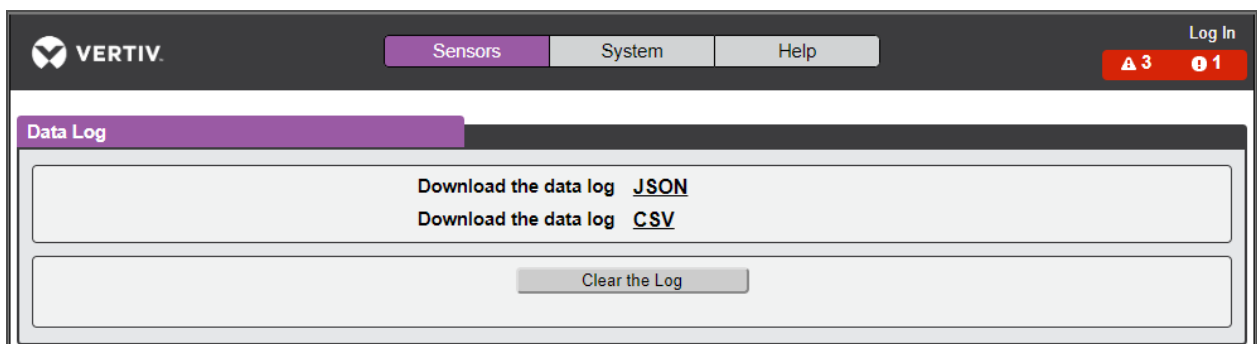 Log In
VERTIV.
Sensors System Help
3 1
Data Log
Download the data log JSON
Download the data log CSV
Clear the Log